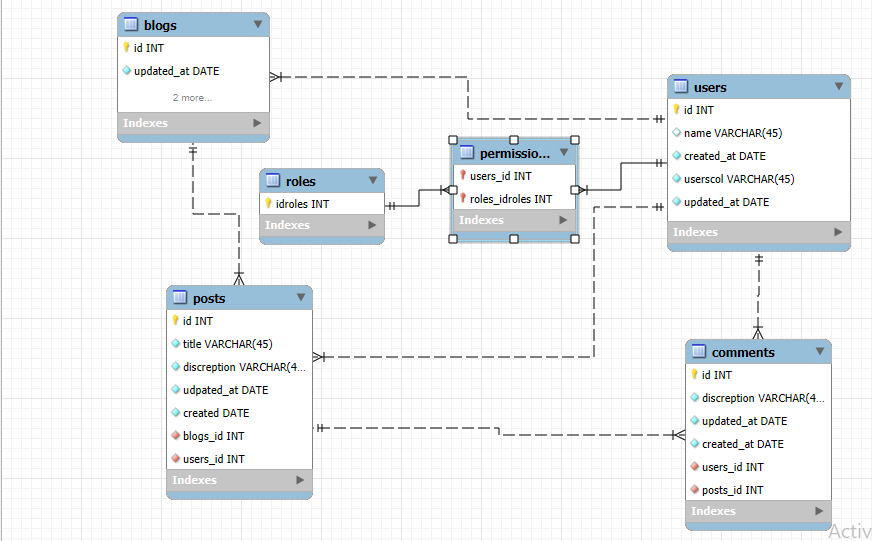 blogs
id INT
updated_at DATE
2 more...
Indexes
users
id INT
name VARCHAR(45)
created_at DATE
userscol VARCHAR(45)
updated_at DATE
Indexes
permissio...
users_id INT
roles_idroles INT
Indexes
roles
idroles INT
Indexes
posts
id INT
title VARCHAR(45)
discreption VARCHAR(4...
udpated_at DATE
created DATE
blogs_id INT
users_id INT
Indexes
comments
id INT
discreption VARCHAR(4...
updated_at DATE
created_at DATE
users_id INT
posts_id INT
Indexes
Activ